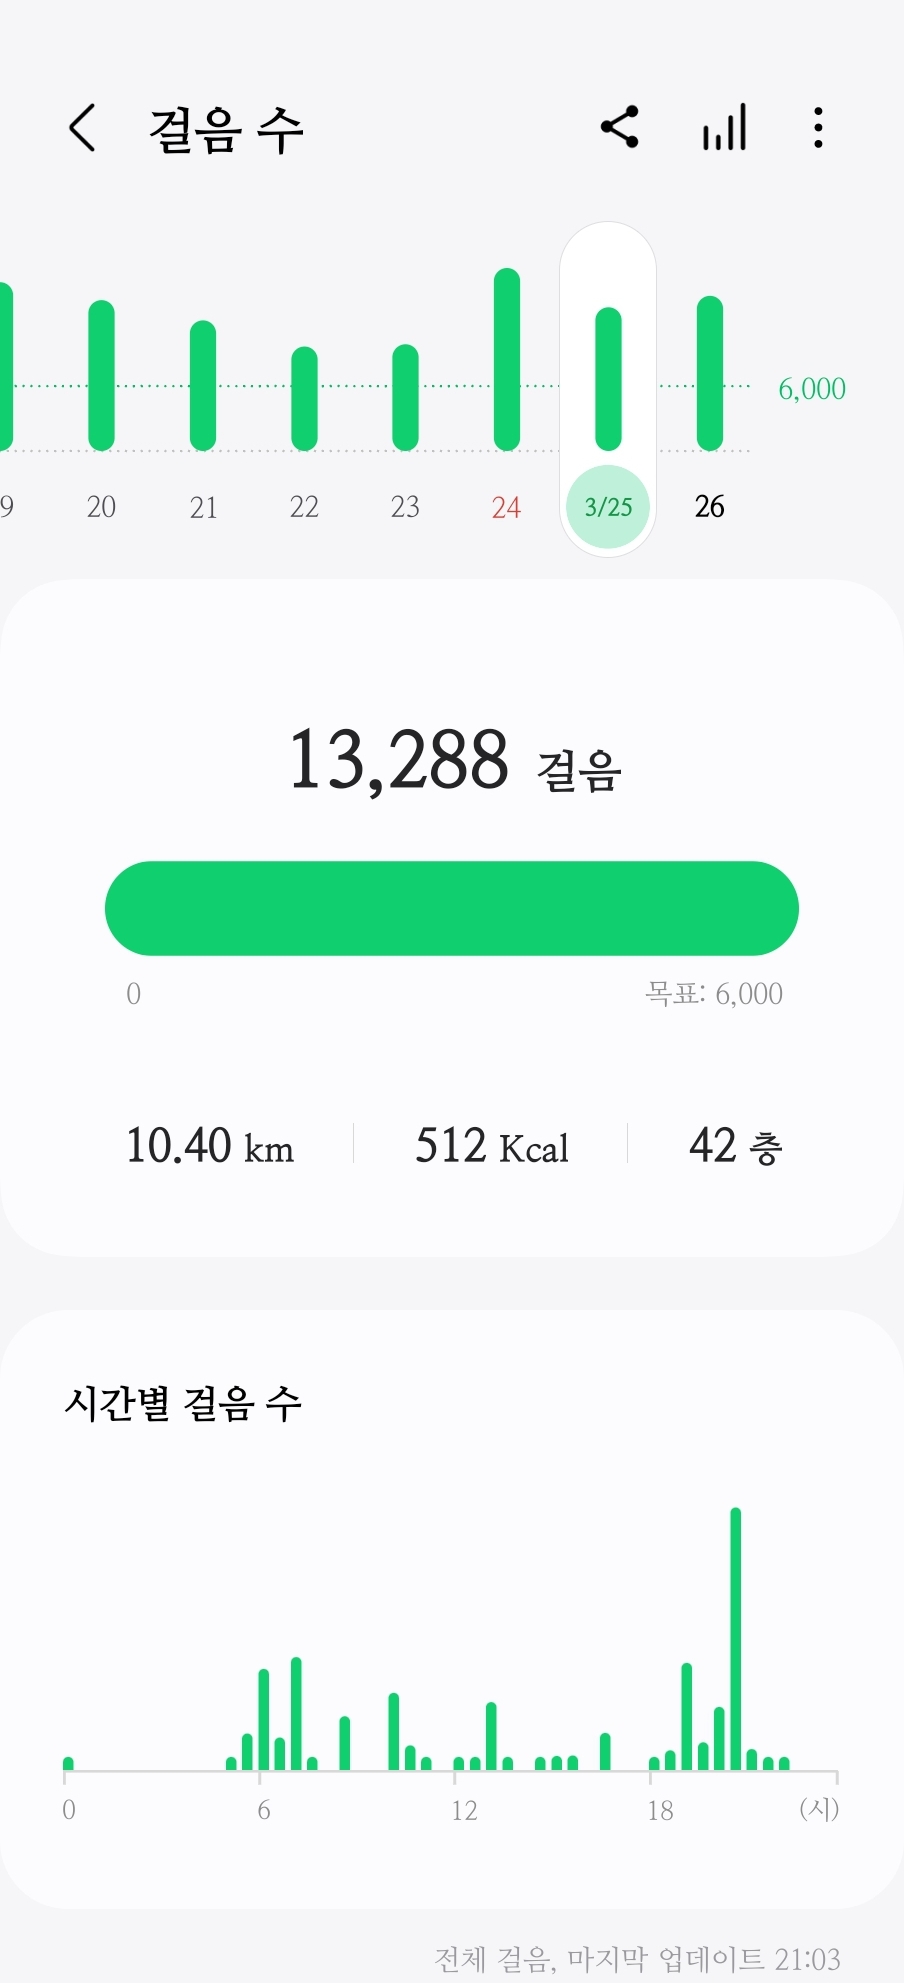 걸음 수
6,000
9 20 21 22 23 24 3/25 26
13,288 걸음
0 목표: 6,000
10.40 km 512 Kcal 42 층
시간별 걸음 수
0 6 12 18 (시)
전체 걸음, 마지막 업데이트 21:03